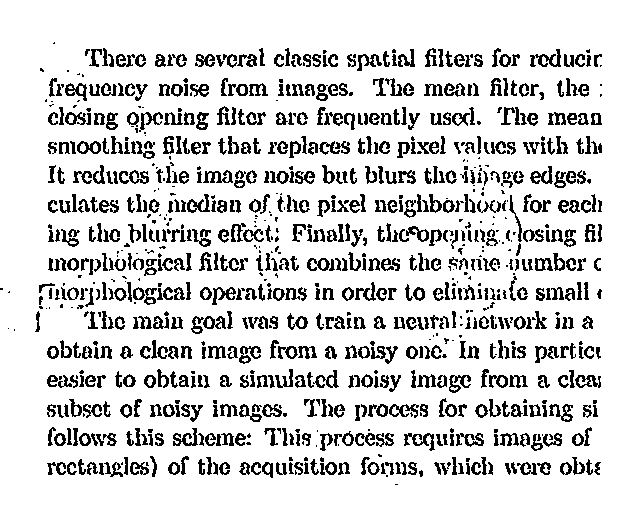 There are several classic spatial filters for reducin
frequency noise from images. The mean filter, the
closing opening filter are frequently used. The mean
smoothing filter that replaces the pixel values with the
It reduces the image noise but blurs the image edges.
culates the median of the pixel neighborhood for each
ing the blurring effect. Finally, the opening closing fil
morphological filter that combines the same number o
morphological operations in order to eliminate small
The main goal was to train a neural network in a
obtain a clean image from a noisy one. In this partic
easier to obtain a simulated noisy image from a clea
subset of noisy images. The process for obtaining si
follows this scheme: This process requires images of
rectangles) of the acquisition forms, which were obt